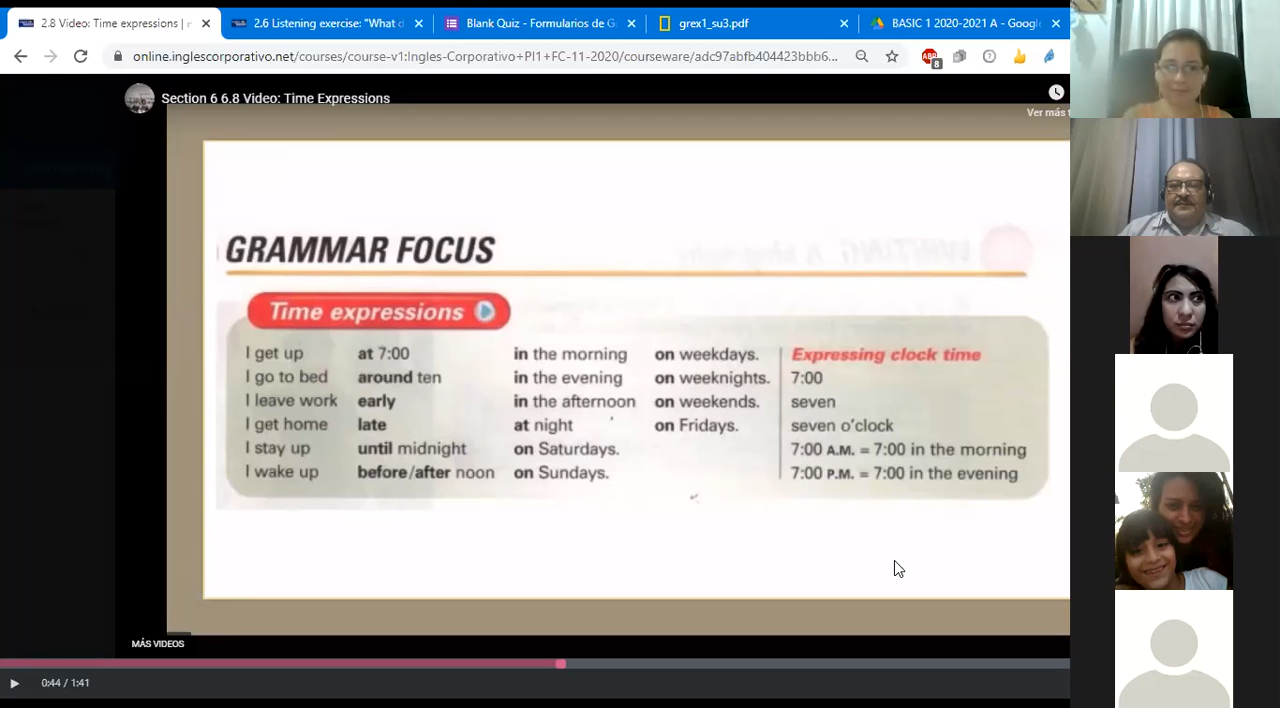 2.8 Video: Time expressions |
2.6 Listening exercise: "What
Blank Quiz - Formularios de G
grex1_su3.pdf
BASIC 1 2020-2021 A - Google
online.inglescorporativo.net/courses/course-v1:Ingles-Corporativo+PI1+FC-11-2020/courseware/adc97abfb404423bbb6...
ABP
8
Section 6 6.8 Video: Time Expressions
Ver más
GRAMMAR FOCUS
Time expressions
I get up at 7:00 in the morning on weekdays.
I go to bed around ten in the evening on weeknights.
I leave work early in the afternoon on weekends.
I get home late at night on Fridays.
I stay up until midnight on Saturdays.
I wake up before/after noon on Sundays.
Expressing clock time
7:00
seven
seven o'clock
7:00 A.M. = 7:00 in the morning
7:00 P.M. = 7:00 in the evening
MÁS VIDEOS
0:44 / 1:41